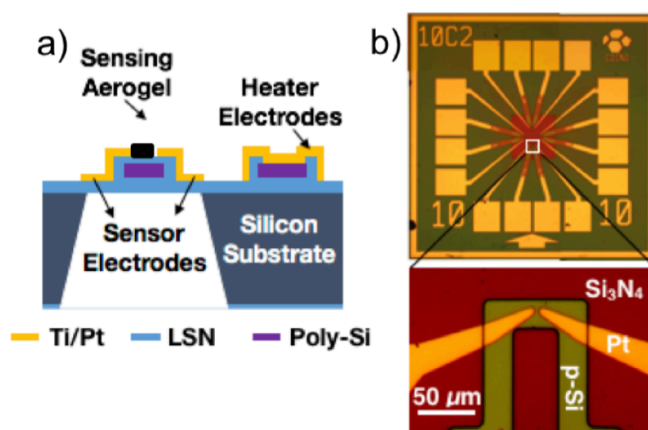 a)
Sensing
Aerogel
Heater
Electrodes
Sensor
Electrodes
Silicon
Substrate
Ti/Pt
LSN
Poly-Si
b)
10C2
10
10
Si₃N₄
Pt
p-Si
50 µm